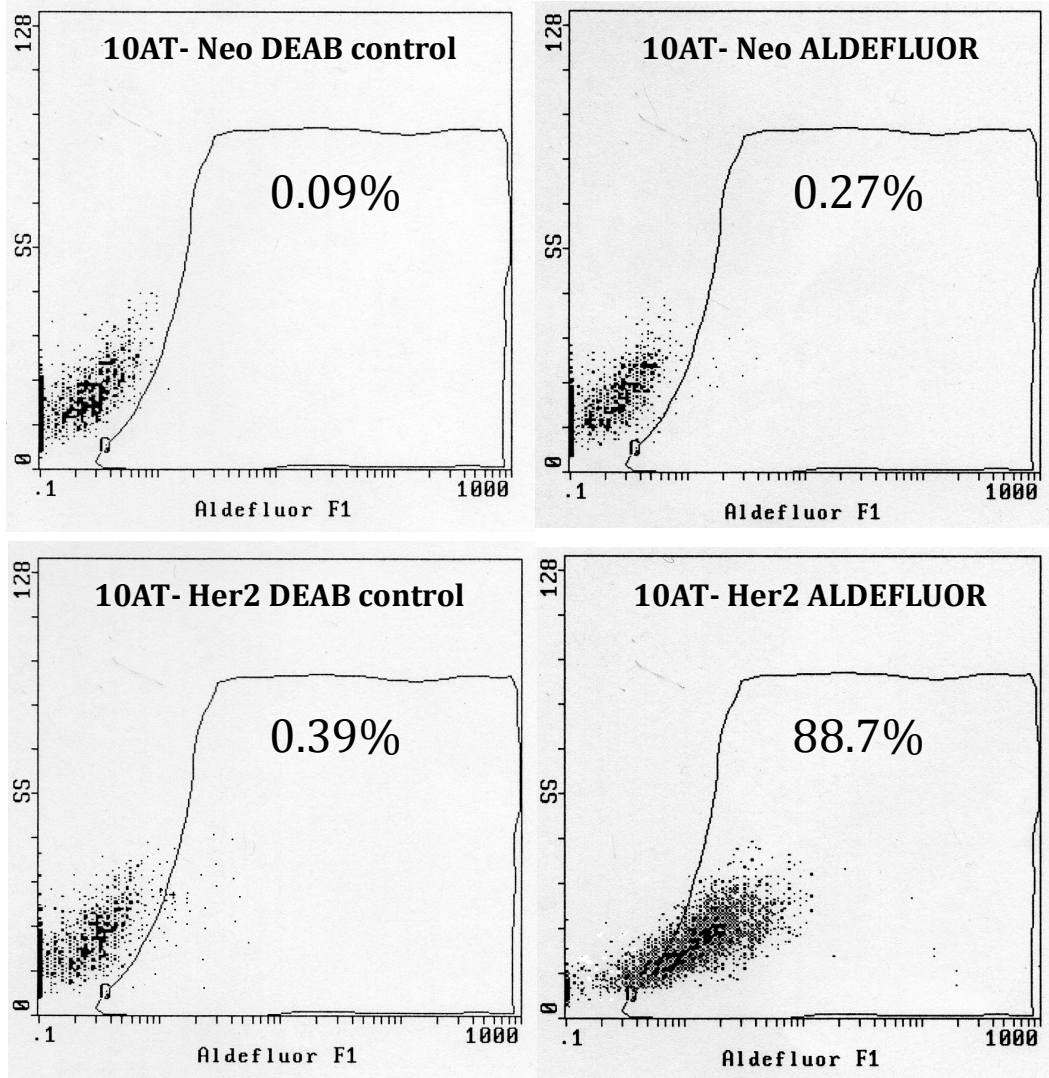 10AT- Neo DEAB control
128
0.09%
SS
0
.1 1000
Aldefluor F1
10AT- Neo ALDEFLUOR
128
0.27%
SS
0
.1 1000
Aldefluor F1
10AT- Her2 DEAB control
128
0.39%
SS
0
.1 1000
Aldefluor F1
10AT- Her2 ALDEFLUOR
128
88.7%
SS
0
.1 1000
Aldefluor F1